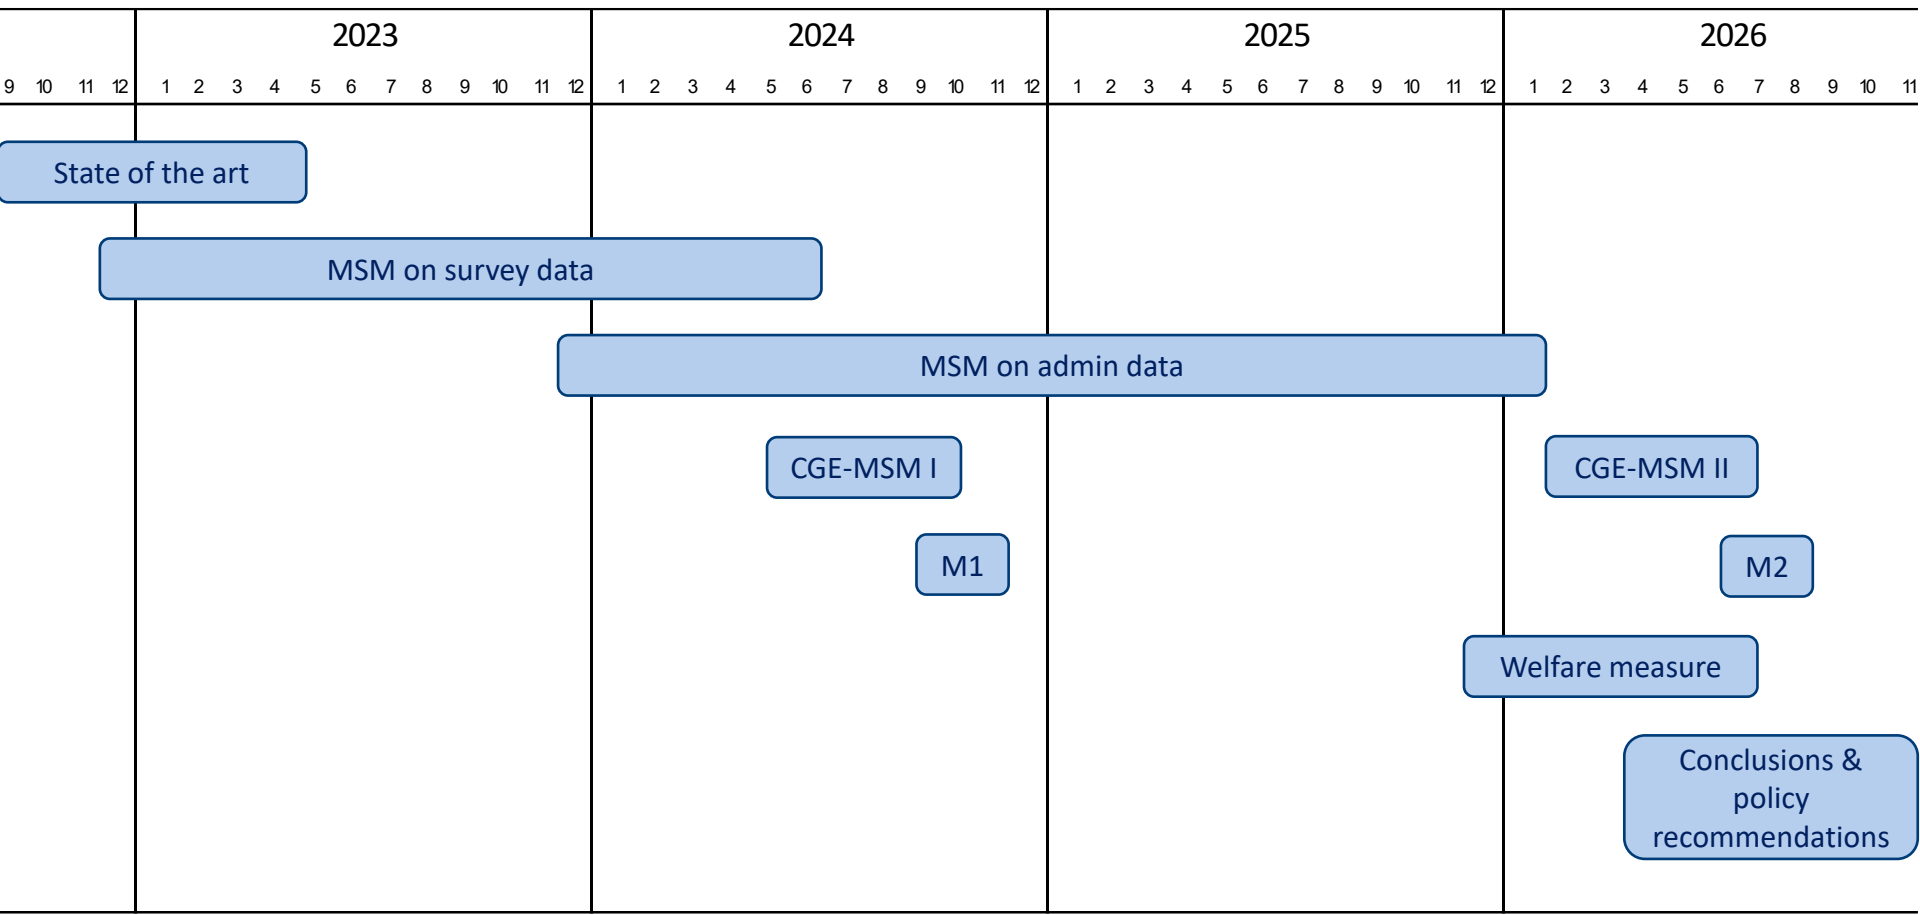 2023 2024 2025 2026
9 10 11 12 1 2 3 4 5 6 7 8 9 10 11 12 1 2 3 4 5 6 7 8 9 10 11 12 1 2 3 4 5 6 7 8 9 10 11 12 1 2 3 4 5 6 7 8 9 10 11
State of the art
MSM on survey data
MSM on admin data
CGE-MSM I CGE-MSM II
M1 M2
Welfare measure
Conclusions &
policy
recommendations